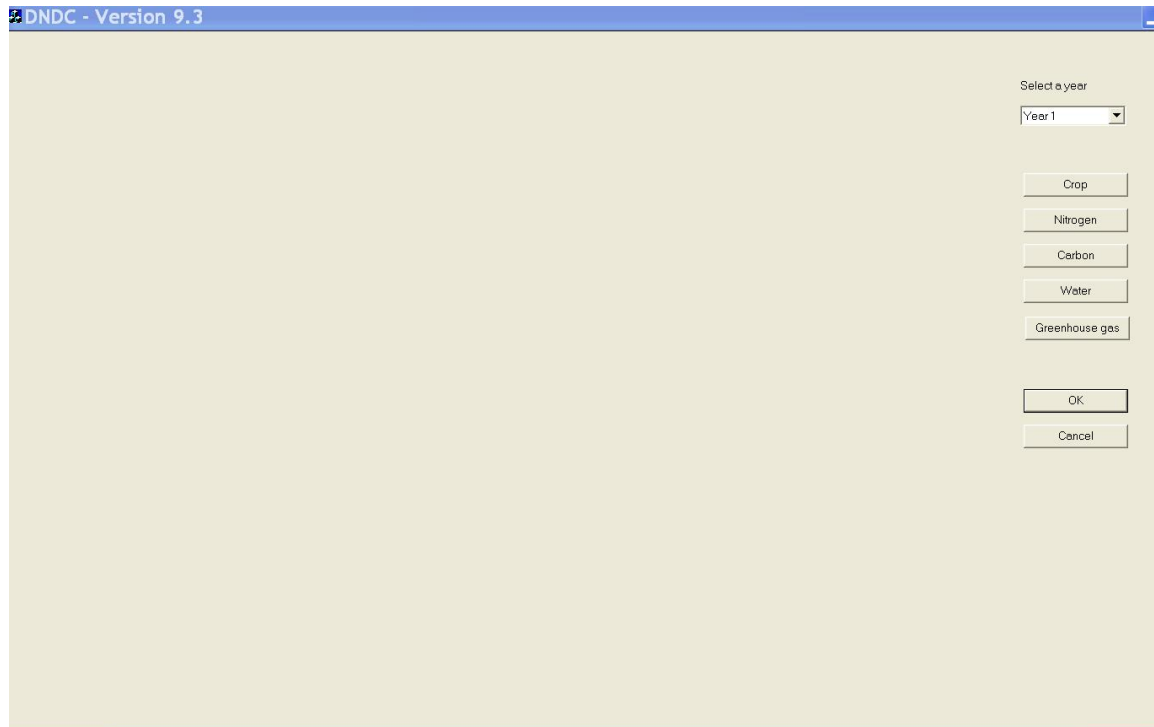 DNDC - Version 9.3
Select a year
Year 1
Crop
Nitrogen
Carbon
Water
Greenhouse gas
OK
Cancel